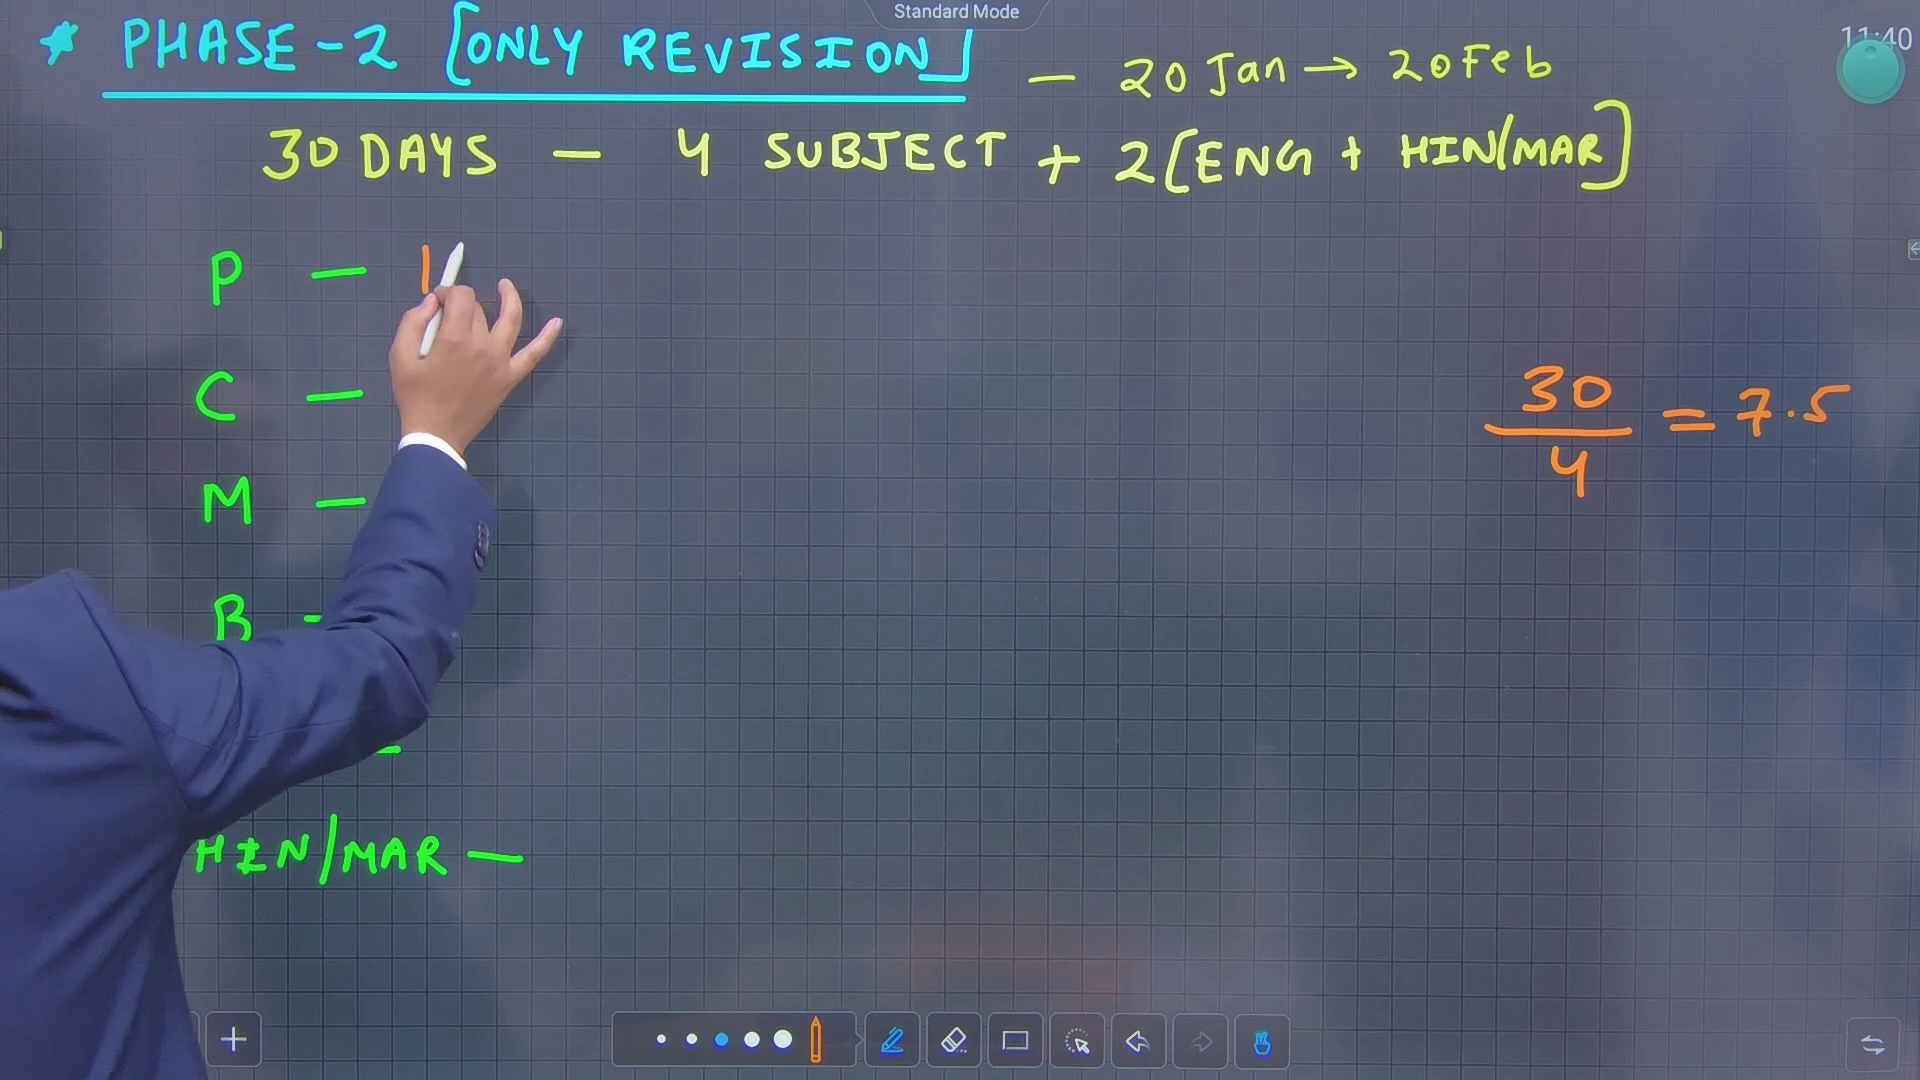 Standard Mode
11:40
★ PHASE-2 [ONLY REVISION] — 20 Jan → 20 Feb
30 DAYS — 4 SUBJECT + 2 [ENG + HIN/MAR]
P — 1
C —
M —
B —
HIN/MAR —
30/4 = 7.5